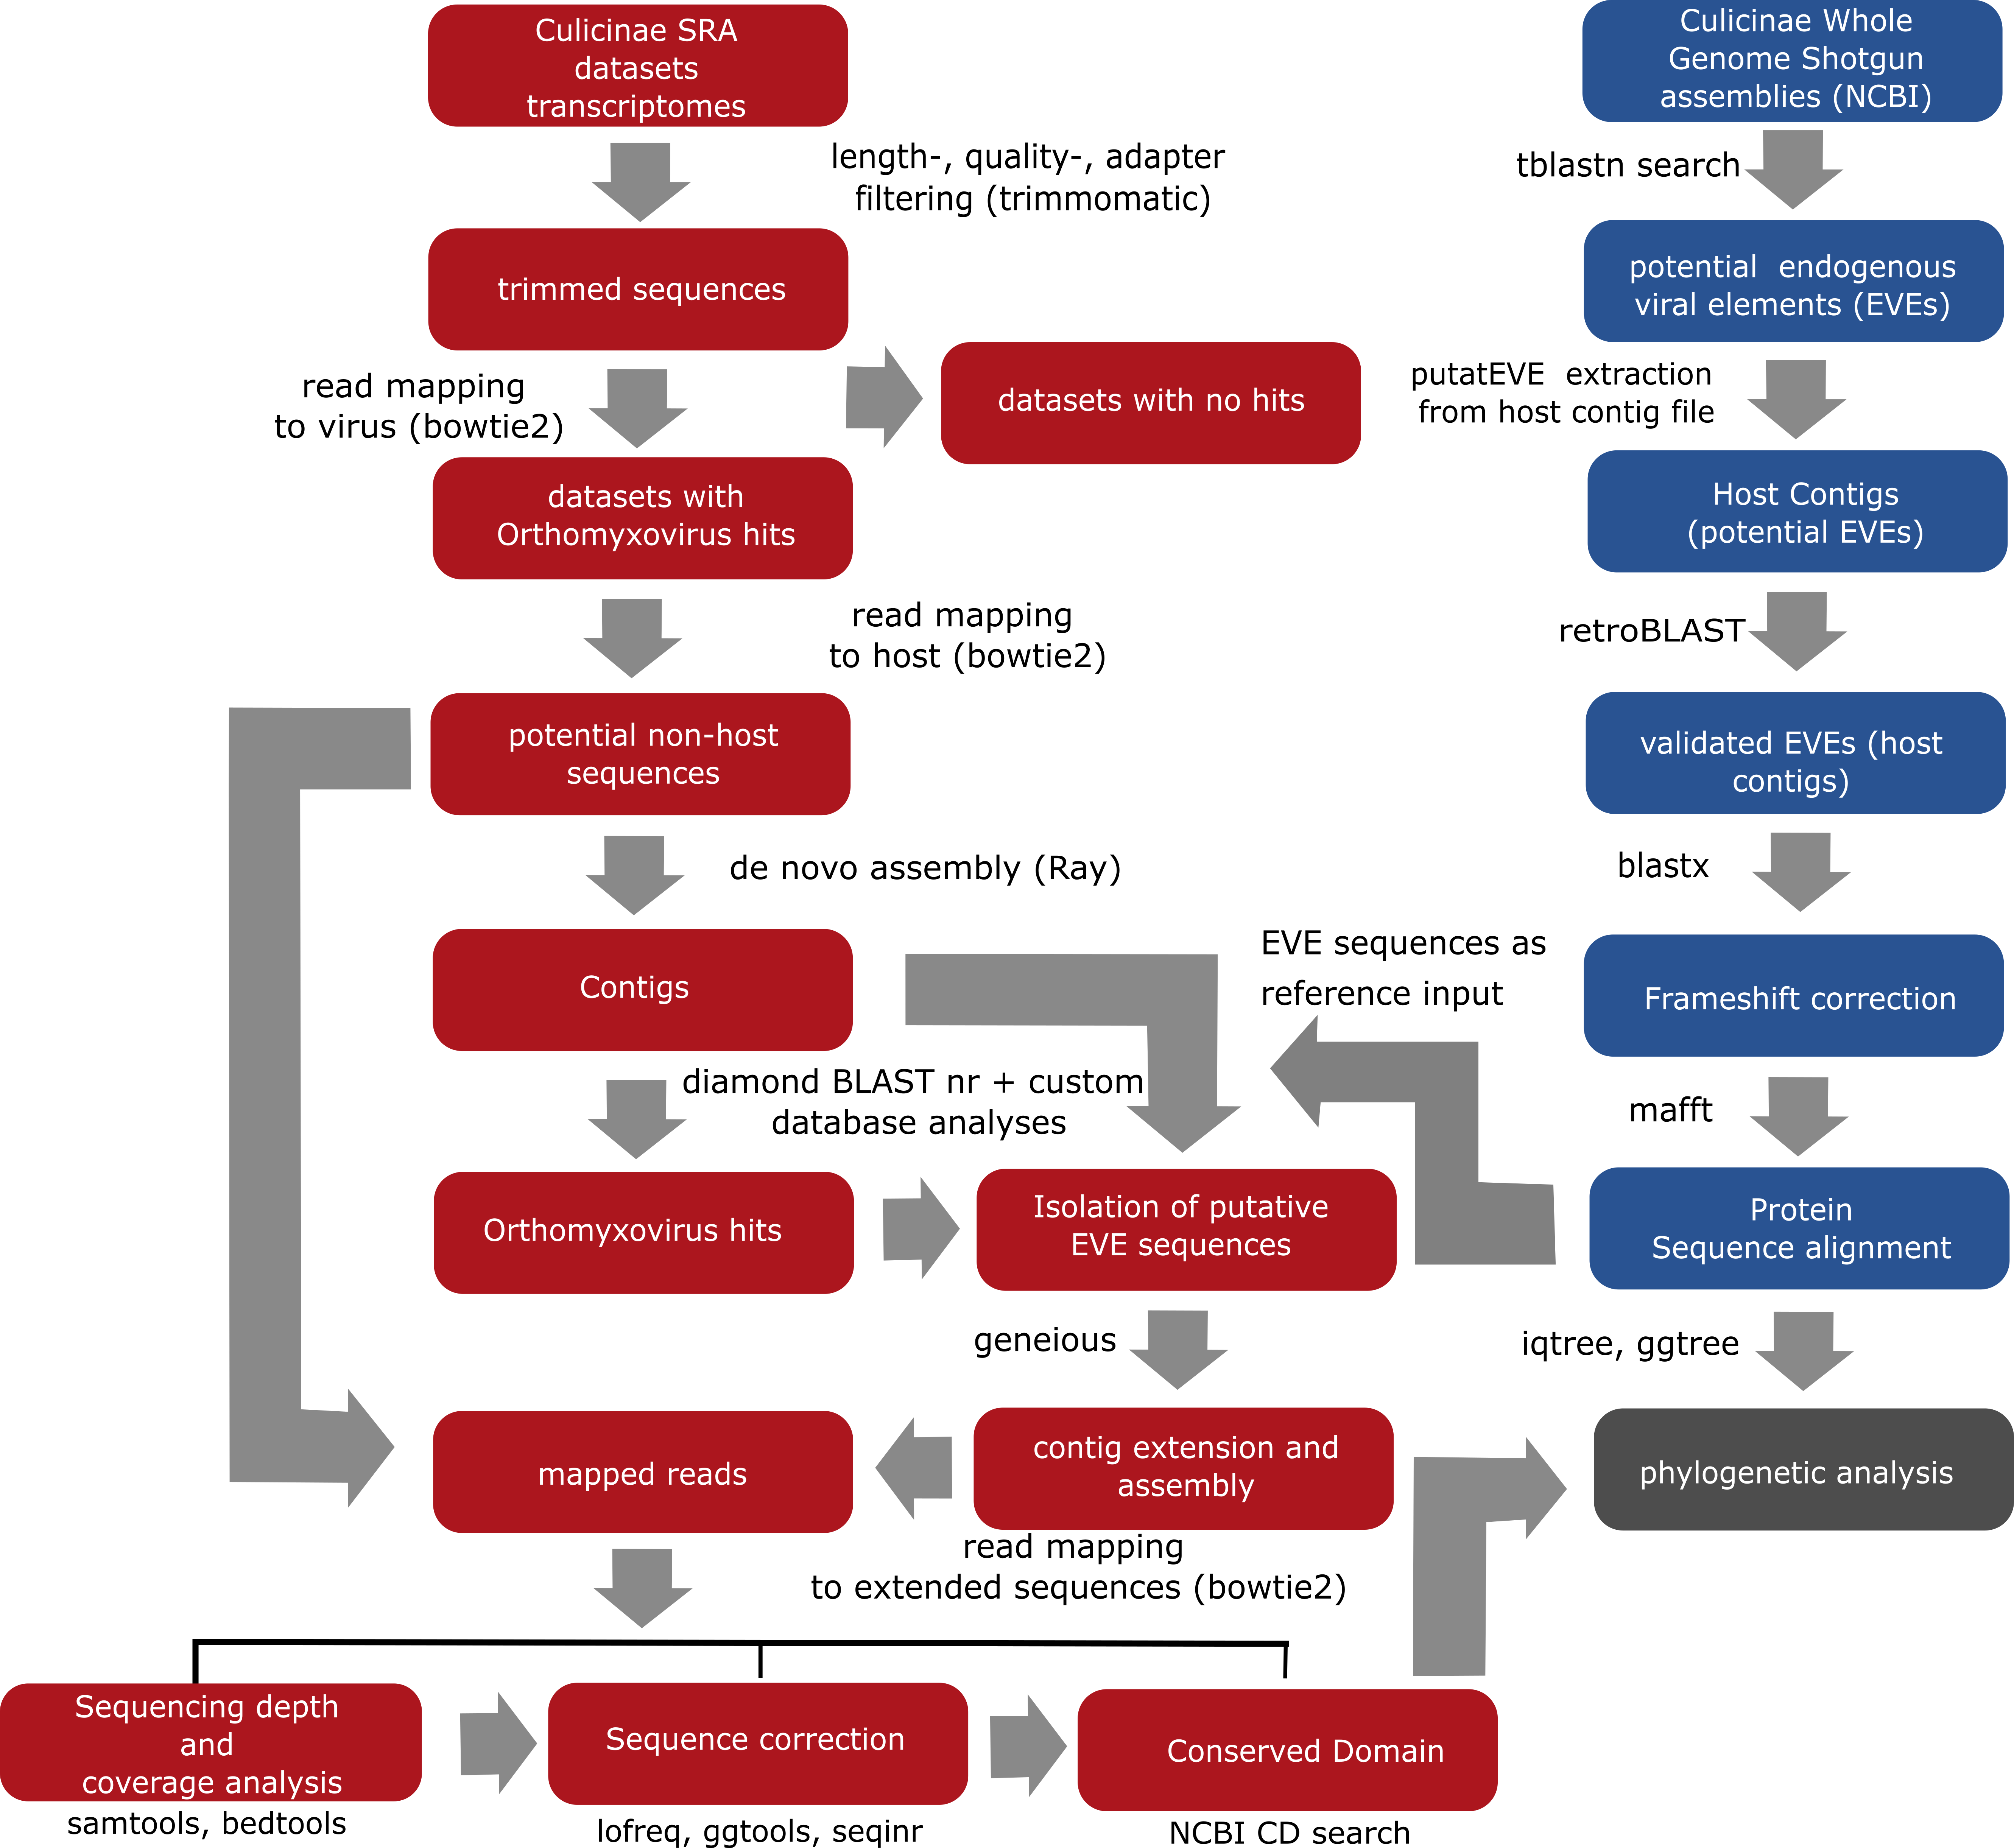 Culicinae SRA
datasets
transcriptomes
length-, quality-, adapter
filtering (trimmomatic)
trimmed sequences
read mapping
to virus (bowtie2)
datasets with no hits
datasets with
Orthomyxovirus hits
read mapping
to host (bowtie2)
potential non-host
sequences
de novo assembly (Ray)
Contigs
diamond BLAST nr + custom
database analyses
Orthomyxovirus hits
Isolation of putative
EVE sequences
geneious
contig extension and
assembly
mapped reads
read mapping
to extended sequences (bowtie2)
Sequencing depth
and
coverage analysis
samtools, bedtools
Sequence correction
lofreq, ggtools, seqinr
Conserved Domain
NCBI CD search
Culicinae Whole
Genome Shotgun
assemblies (NCBI)
tblastn search
potential endogenous
viral elements (EVEs)
putatEVE extraction
from host contig file
Host Contigs
(potential EVEs)
retroBLAST
validated EVEs (host
contigs)
blastx
Frameshift correction
EVE sequences as
reference input
mafft
Protein
Sequence alignment
iqtree, ggtree
phylogenetic analysis